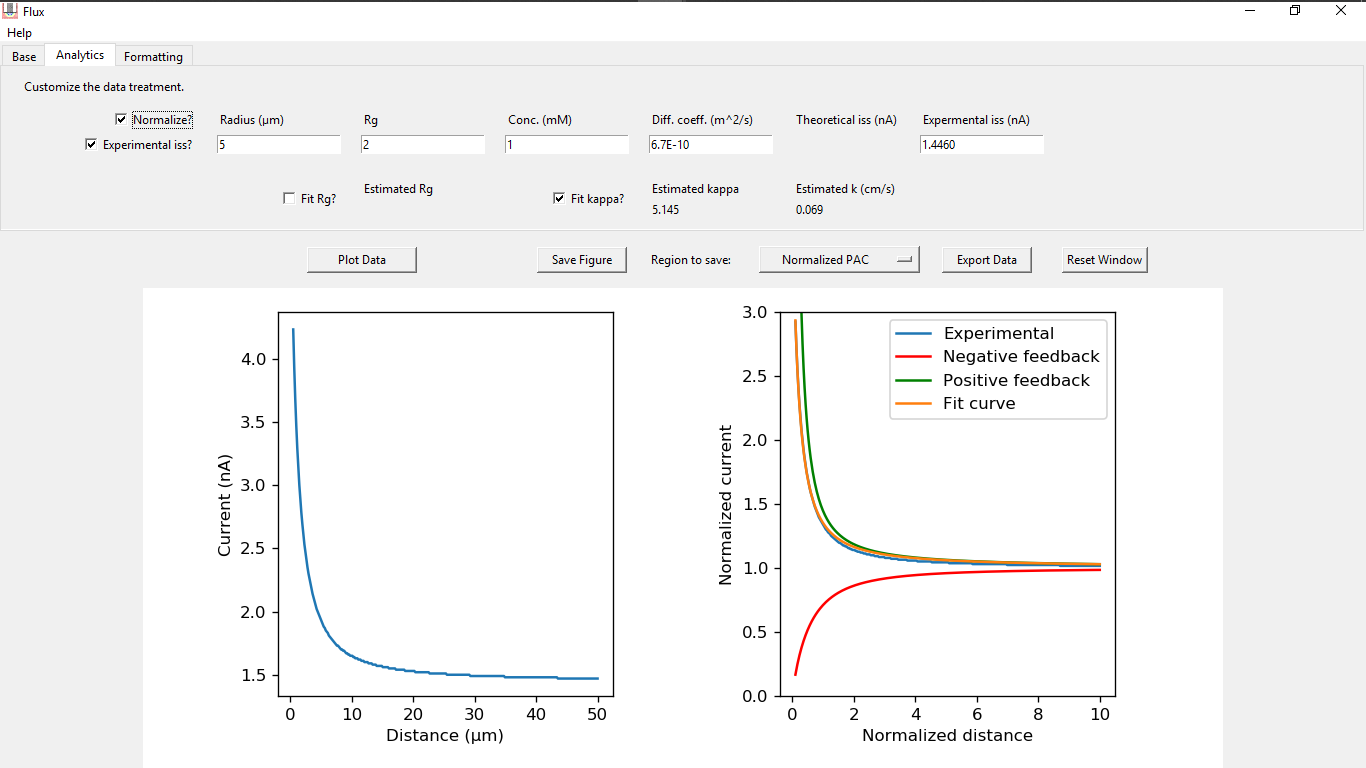 Flux
Help
Base Analytics Formatting
Customize the data treatment.
Normalize? Radius (µm) Rg Conc. (mM) Diff. coeff. (m^2/s) Theoretical iss (nA) Expermental iss (nA)
Experimental iss? 5 2 1 6.7E-10 1.4460
Fit Rg? Estimated Rg Fit kappa? Estimated kappa Estimated k (cm/s)
5.145 0.069
Plot Data Save Figure Region to save: Normalized PAC Export Data Reset Window
Current (nA)
4.0
3.5
3.0
2.5
2.0
1.5
0 10 20 30 40 50
Distance (µm)
Normalized current
3.0
2.5
2.0
1.5
1.0
0.5
0.0
Experimental
Negative feedback
Positive feedback
Fit curve
0 2 4 6 8 10
Normalized distance